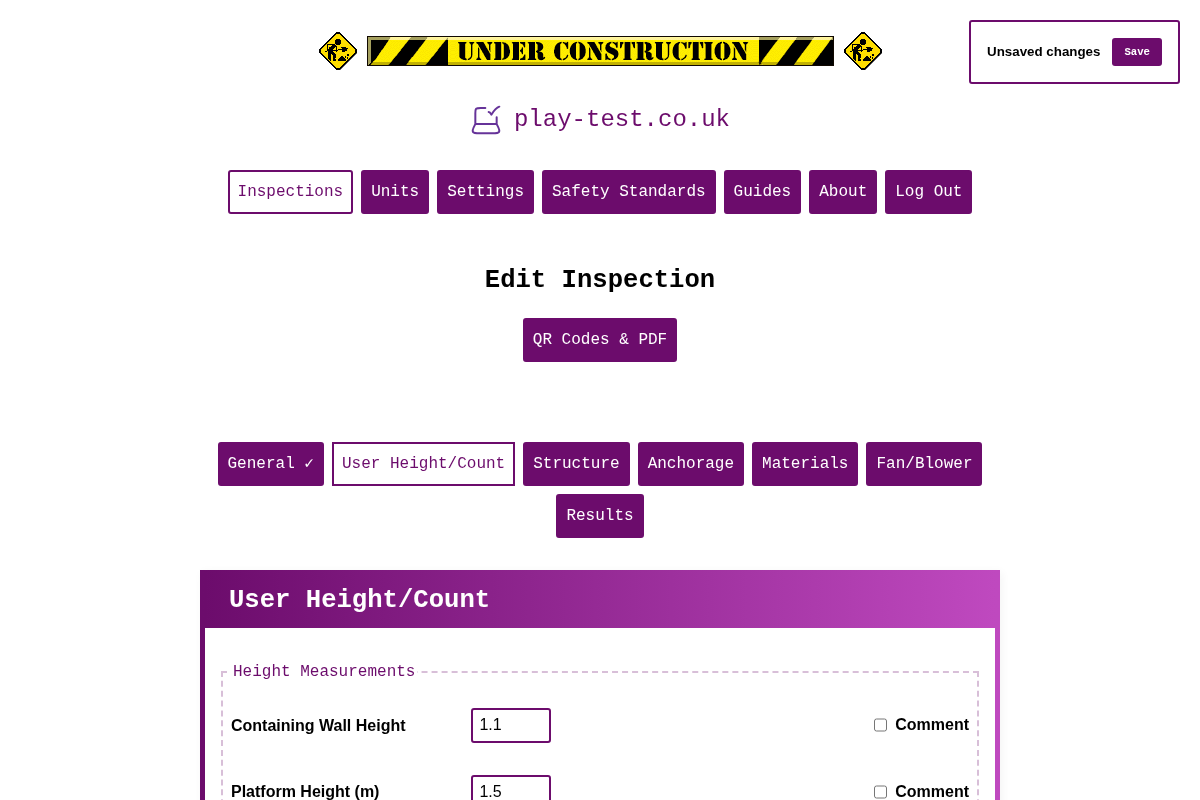 UNDER CONSTRUCTION
Unsaved changes Save
play-test.co.uk
Inspections Units Settings Safety Standards Guides About Log Out
Edit Inspection
QR Codes & PDF
General ✓ User Height/Count Structure Anchorage Materials Fan/Blower
Results
User Height/Count
Height Measurements
Containing Wall Height 1.1 Comment
Platform Height (m) 1.5 Comment